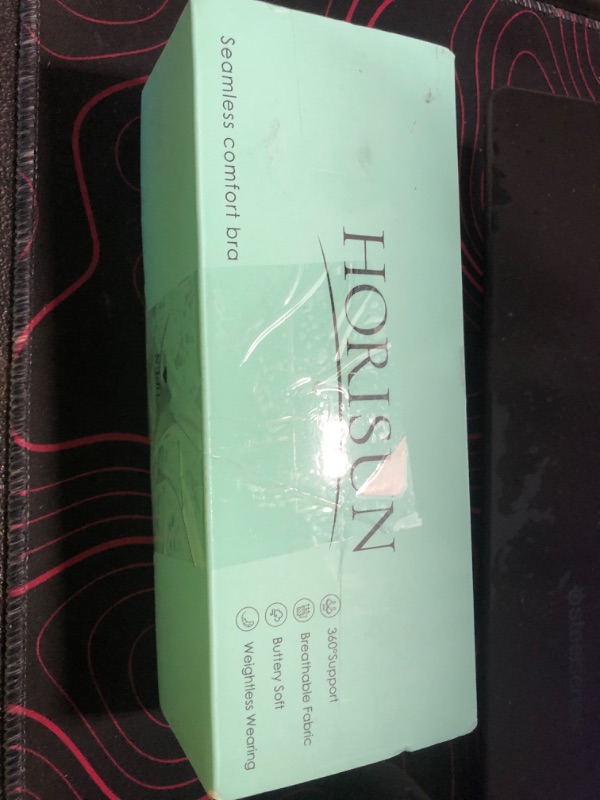 HORISUN
Seamless comfort bra
360°Support
Breathable Fabric
Buttery Soft
Weightless Wearing